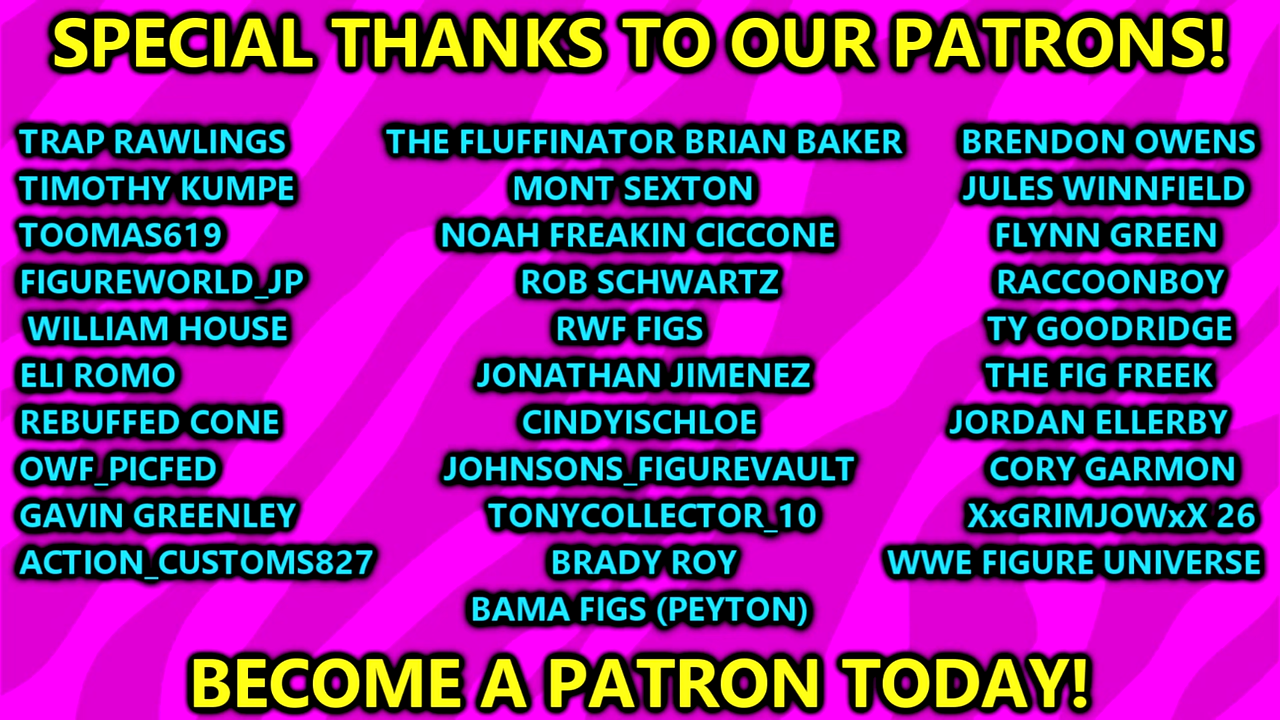 SPECIAL THANKS TO OUR PATRONS!
TRAP RAWLINGS
TIMOTHY KUMPE
TOOMAS619
FIGUREWORLD_JP
WILLIAM HOUSE
ELI ROMO
REBUFFED CONE
OWF_PICFED
GAVIN GREENLEY
ACTION_CUSTOMS827
THE FLUFFINATOR BRIAN BAKER
MONT SEXTON
NOAH FREAKIN CICCONE
ROB SCHWARTZ
RWF FIGS
JONATHAN JIMENEZ
CINDYISCHLOE
JOHNSONS_FIGUREVAULT
TONYCOLLECTOR_10
BRADY ROY
BAMA FIGS (PEYTON)
BRENDON OWENS
JULES WINNFIELD
FLYNN GREEN
RACCOONBOY
TY GOODRIDGE
THE FIG FREEK
JORDAN ELLERBY
CORY GARMON
XxGRIMJOWxX 26
WWE FIGURE UNIVERSE
BECOME A PATRON TODAY!